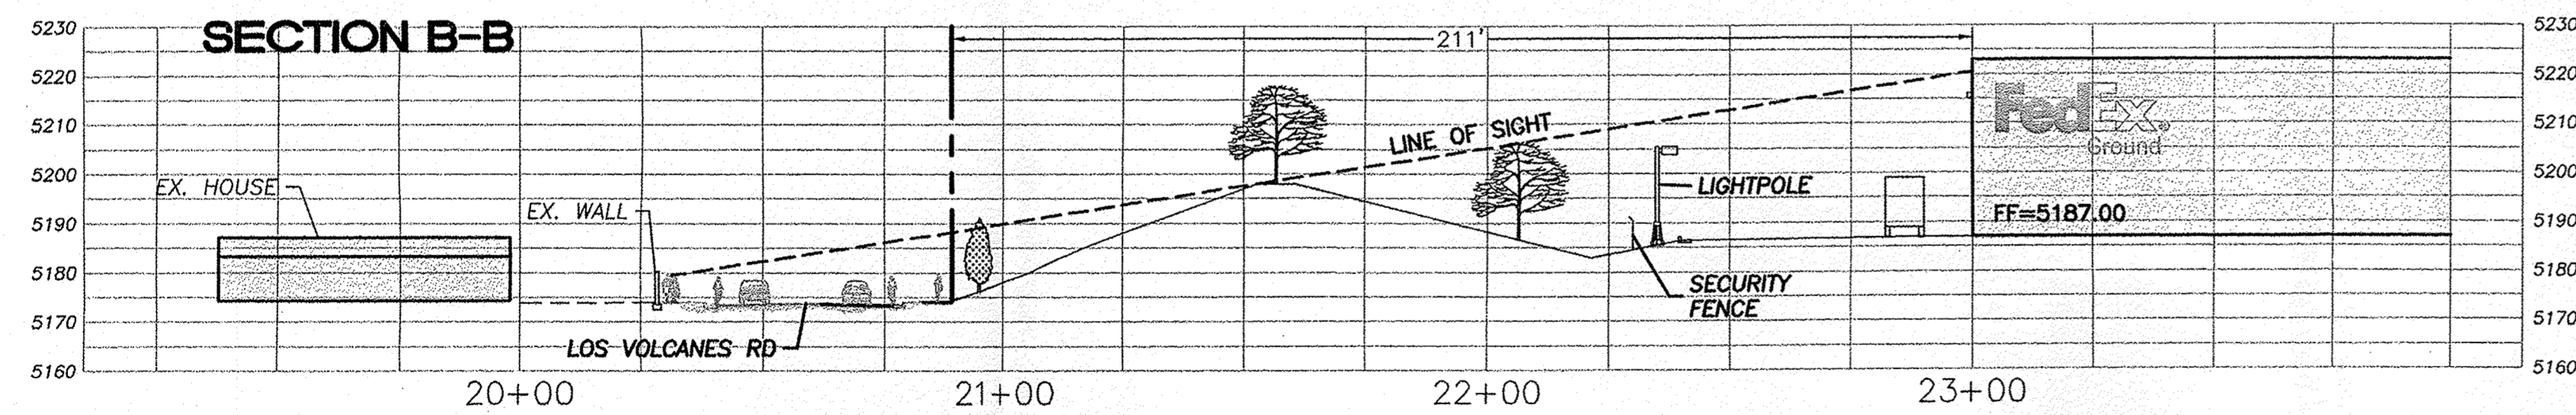 SECTION B-B
211'
5230
5220
5210
5200
5190
5180
5170
5160
EX. HOUSE
EX. WALL
LOS VOLCANES RD
LINE OF SIGHT
LIGHTPOLE
SECURITY
FENCE
FedEx®
Ground
FF=5187.00
5230
5220
5210
5200
5190
5180
5170
5160
20+00
21+00
22+00
23+00